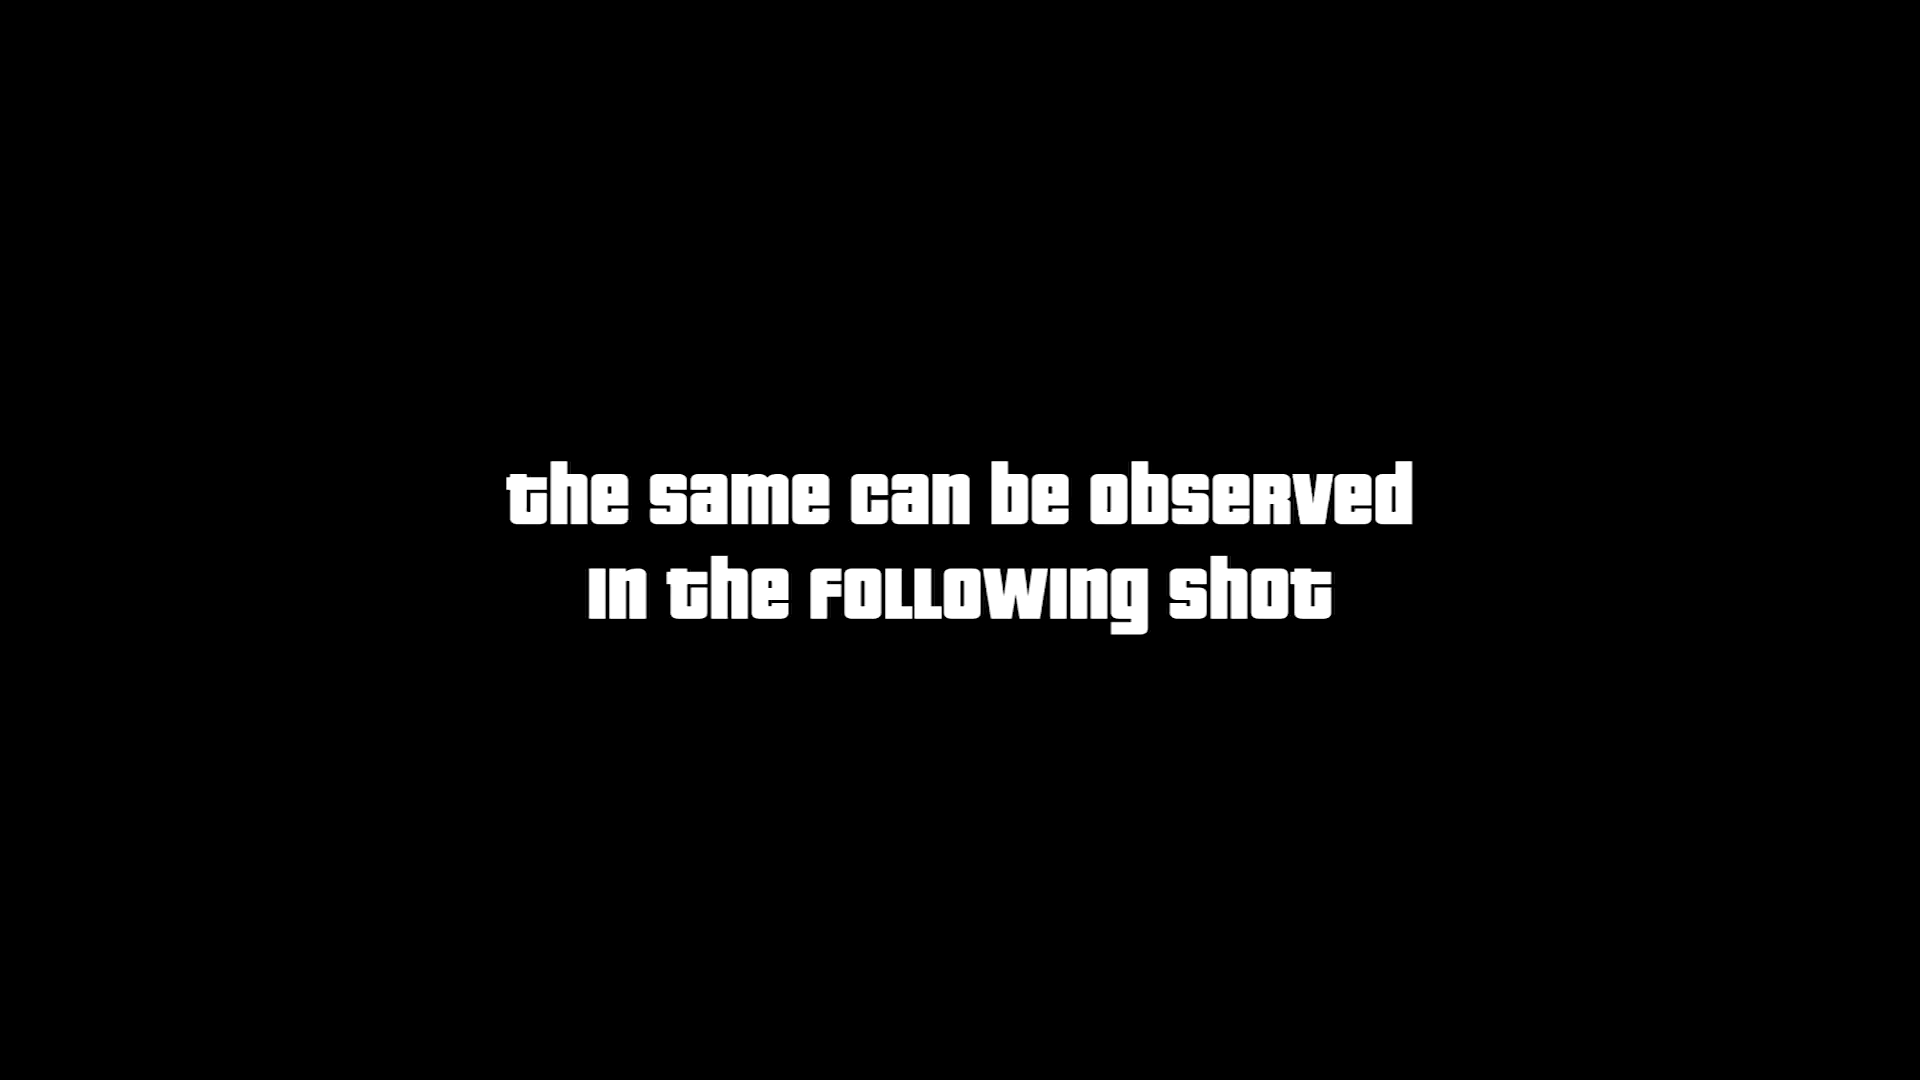 the same can be observed
in the following shot